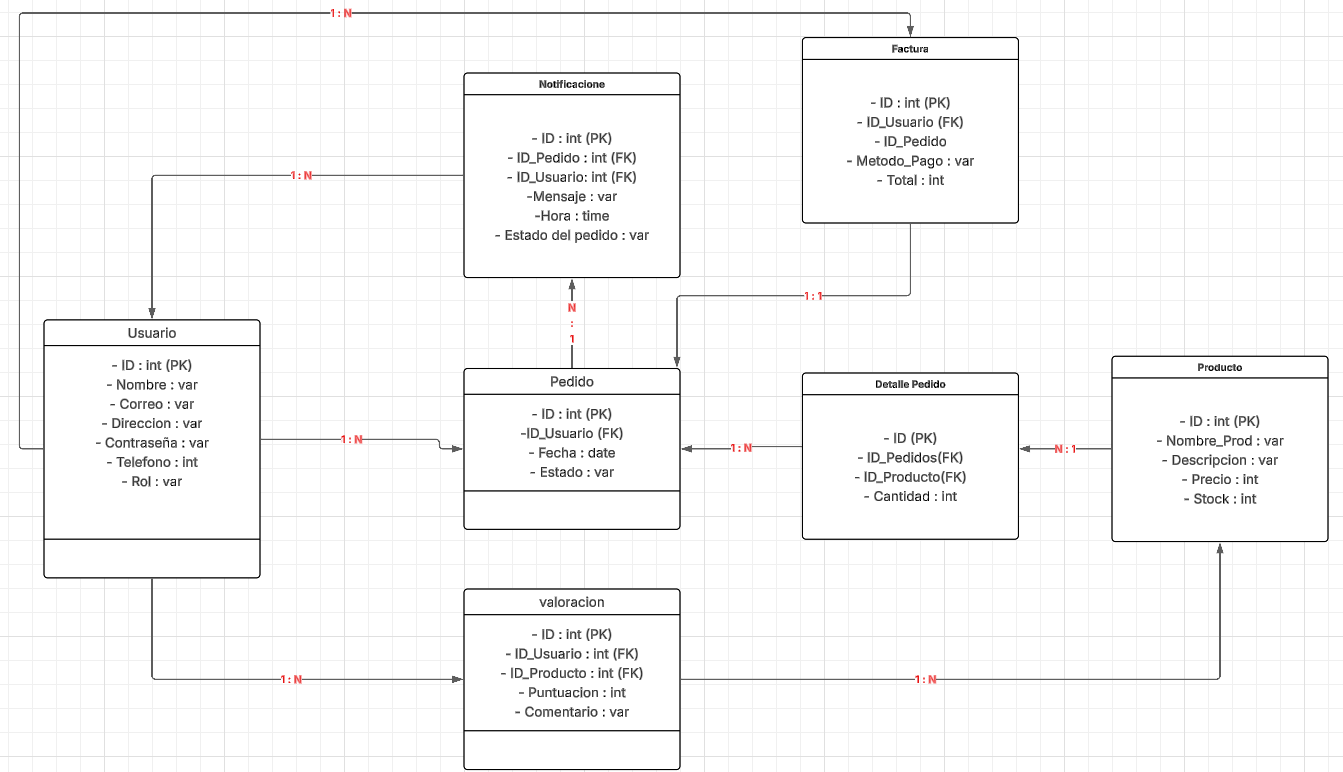 1 : N
Factura
- ID : int (PK)
- ID_Usuario (FK)
- ID_Pedido
- Metodo_Pago : var
- Total : int
Notificacione
- ID : int (PK)
- ID_Pedido : int (FK)
- ID_Usuario: int (FK)
-Mensaje : var
-Hora : time
- Estado del pedido : var
1 : N
1 : 1
N
:
1
Usuario
- ID : int (PK)
- Nombre : var
- Correo : var
- Direccion : var
- Contraseña : var
- Telefono : int
- Rol : var
1 : N
Pedido
- ID : int (PK)
-ID_Usuario (FK)
- Fecha : date
- Estado : var
1 : N
Detalle Pedido
- ID (PK)
- ID_Pedidos(FK)
- ID_Producto(FK)
- Cantidad : int
N : 1
Producto
- ID : int (PK)
- Nombre_Prod : var
- Descripcion : var
- Precio : int
- Stock : int
1 : N
valoracion
- ID : int (PK)
- ID_Usuario : int (FK)
- ID_Producto : int (FK)
- Puntuacion : int
- Comentario : var
1 : N